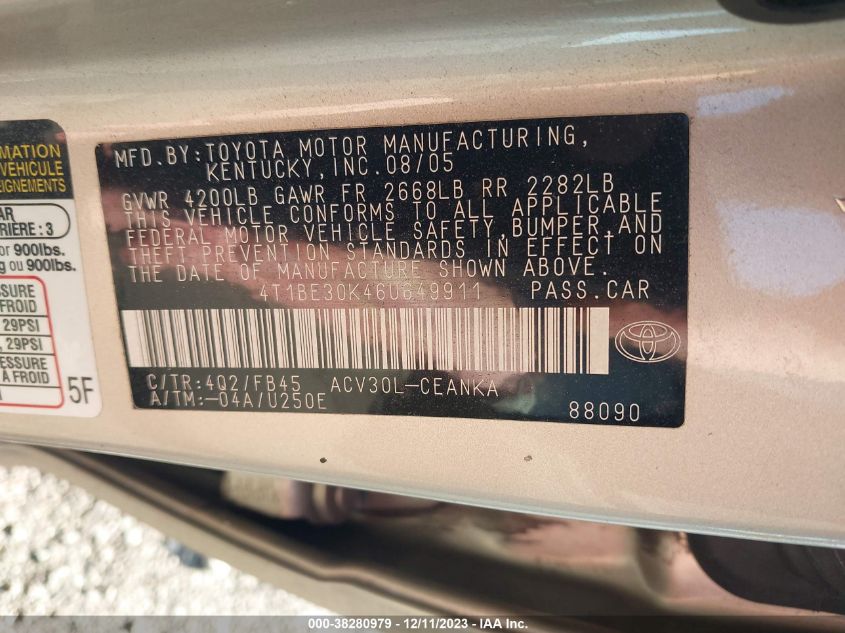 MATION
VEHICLE
EIGNEMENTS
AR
RRIERE : 3
or 900lbs.
g ou 900lbs.
SSURE
FROID
, 29PSI
, 29PSI
PRESSURE
A FROID
5F
MFD.BY:TOYOTA MOTOR MANUFACTURING,
KENTUCKY,INC.08/05
GVWR 4200LB GAWR FR 2668LB RR 2282LB
THIS VEHICLE CONFORMS TO ALL APPLICABLE
FEDERAL MOTOR VEHICLE SAFETY,BUMPER,AND
THEFT PREVENTION STANDARDS IN EFFECT ON
THE DATE OF MANUFACTURE SHOWN ABOVE.
4T1BE30K46U649911 PASS.CAR
C/TR:4Q2/FB45 ACV30L-CEANKA
A/TM:-04A/U250E
88090
000-38280979 - 12/11/2023 - IAA Inc.